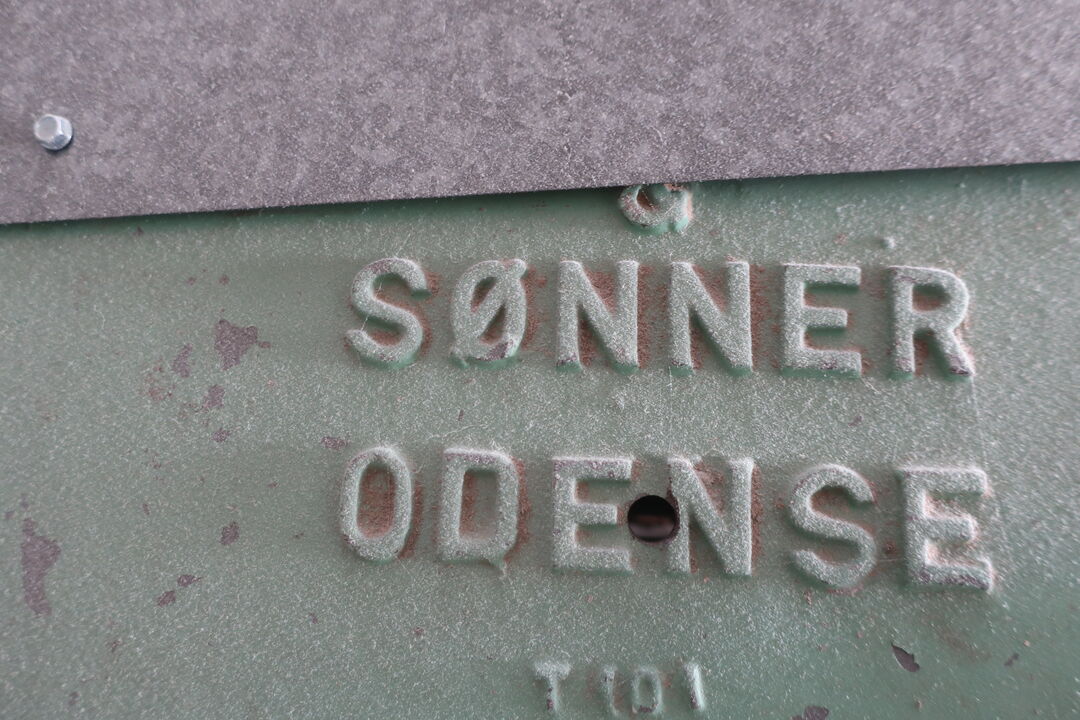 SØNNER
ODENSE
T101